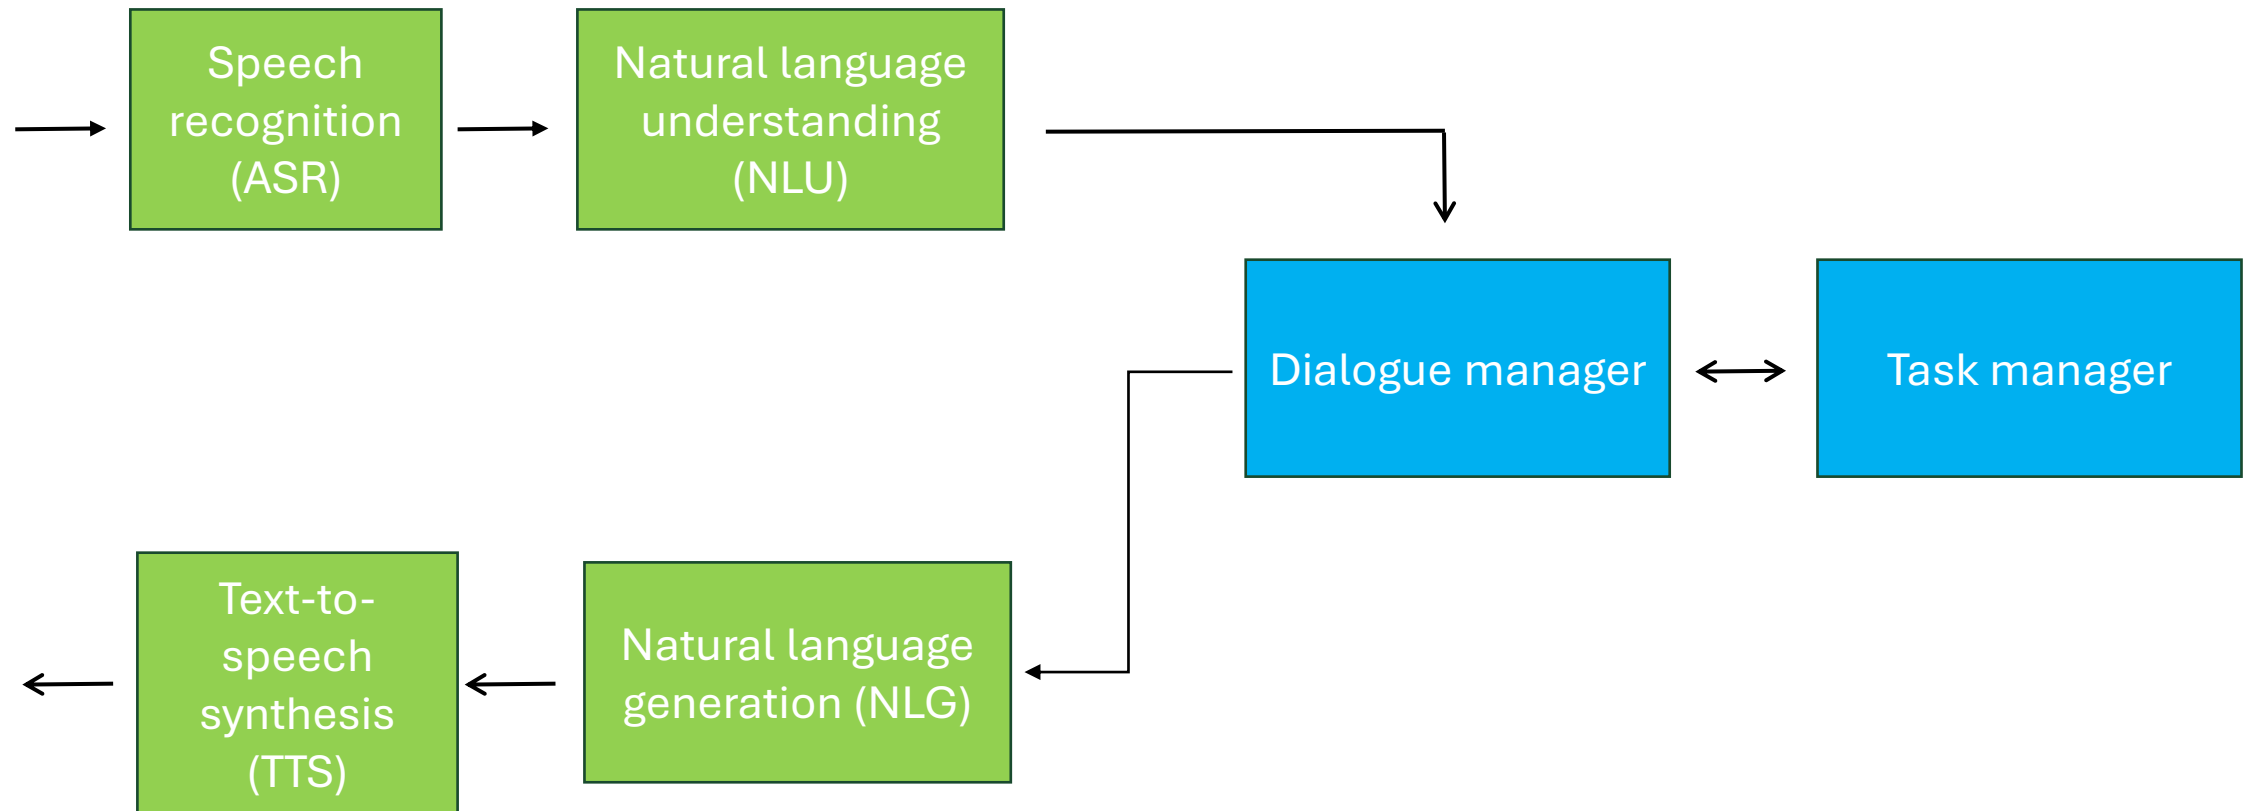 Speech
recognition
(ASR)
Natural language
understanding
(NLU)
Dialogue manager
Task manager
Text-to-
speech
synthesis
(TTS)
Natural language
generation (NLG)